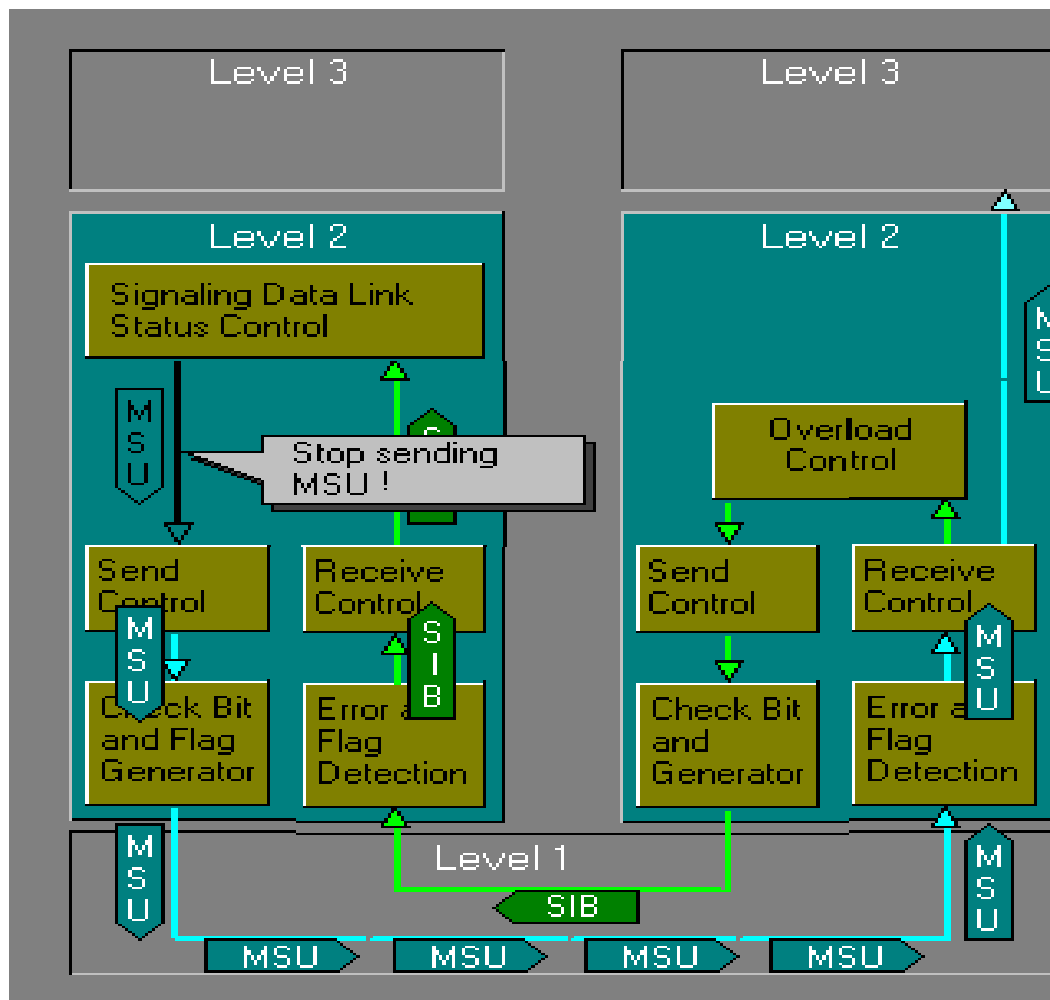 Level 3
Level 3
Level 2
Level 2
Signaling Data Link
Status Control
M
S
U
M
S
U
Stop sending
MSU !
Overload
Control
Send
Control
Receive
Control
Send
Control
Receive
Control
M
S
U
S
I
B
M
S
U
Check Bit
and Flag
Generator
Error a
Flag
Detection
Check Bit
and
Generator
Error a
Flag
Detection
M
S
U
Level 1
M
S
U
SIB
MSU
MSU
MSU
MSU